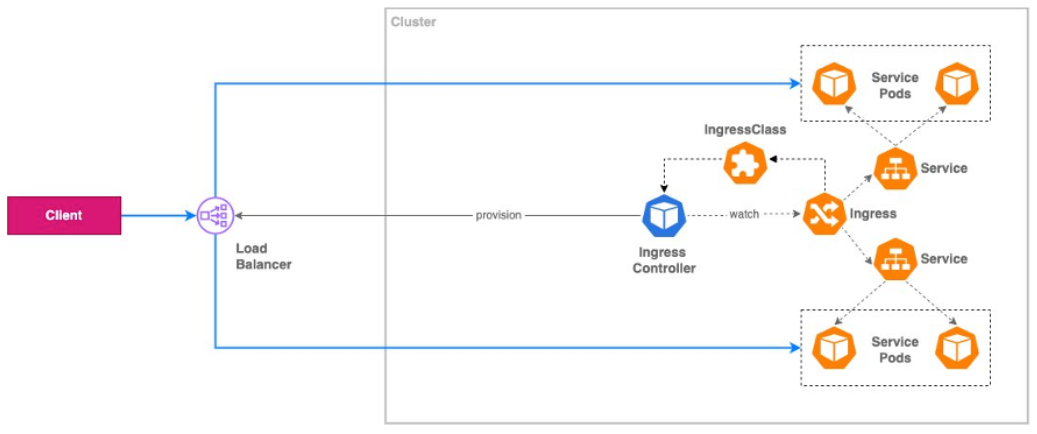 Cluster
Service
Pods
IngressClass
Service
Client
provision
watch
Ingress
Load
Balancer
Ingress
Controller
Service
Service
Pods